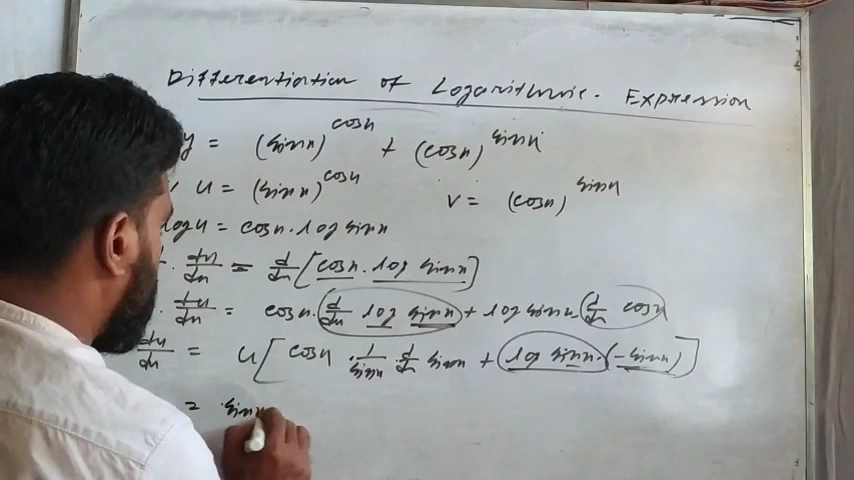 Differentiation of Logarithmic. Expression
y = (sinx)^cosx + (cosx)^sinx
u = (sinx)^cosx v = (cosx)^sinx
logu = cosx. log sinx
. du/dx = d/dx [cosx. log sinx]
. du/dx = cosx. (d/dx log sinx) + log sinx. (d/dx cosx)
du/dx = u [cosx . 1/sinx . d/dx sinx + log sinx. (-sinx)]
= sinx